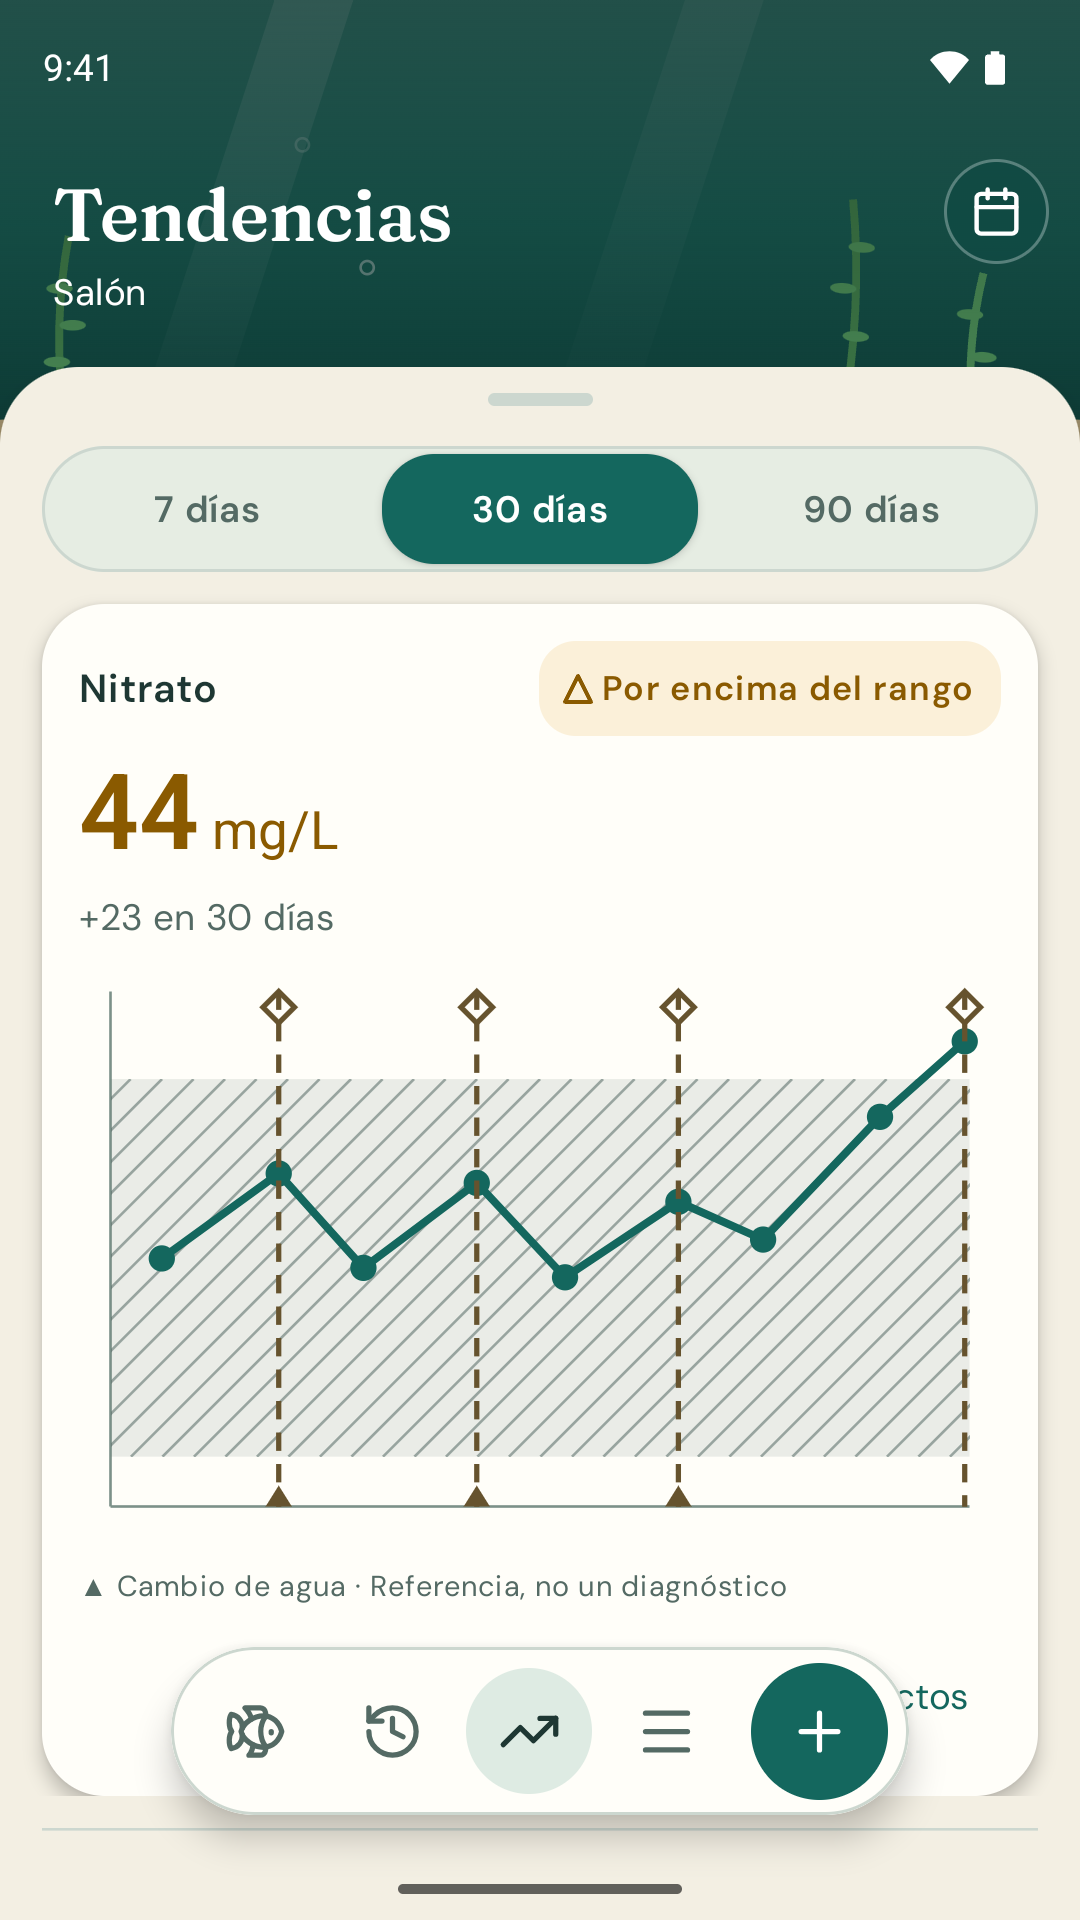 9:41
Tendencias
Salón
7 días
30 días
90 días
Nitrato
Por encima del rango
44 mg/L
+23 en 30 días
▲ Cambio de agua · Referencia, no un diagnóstico